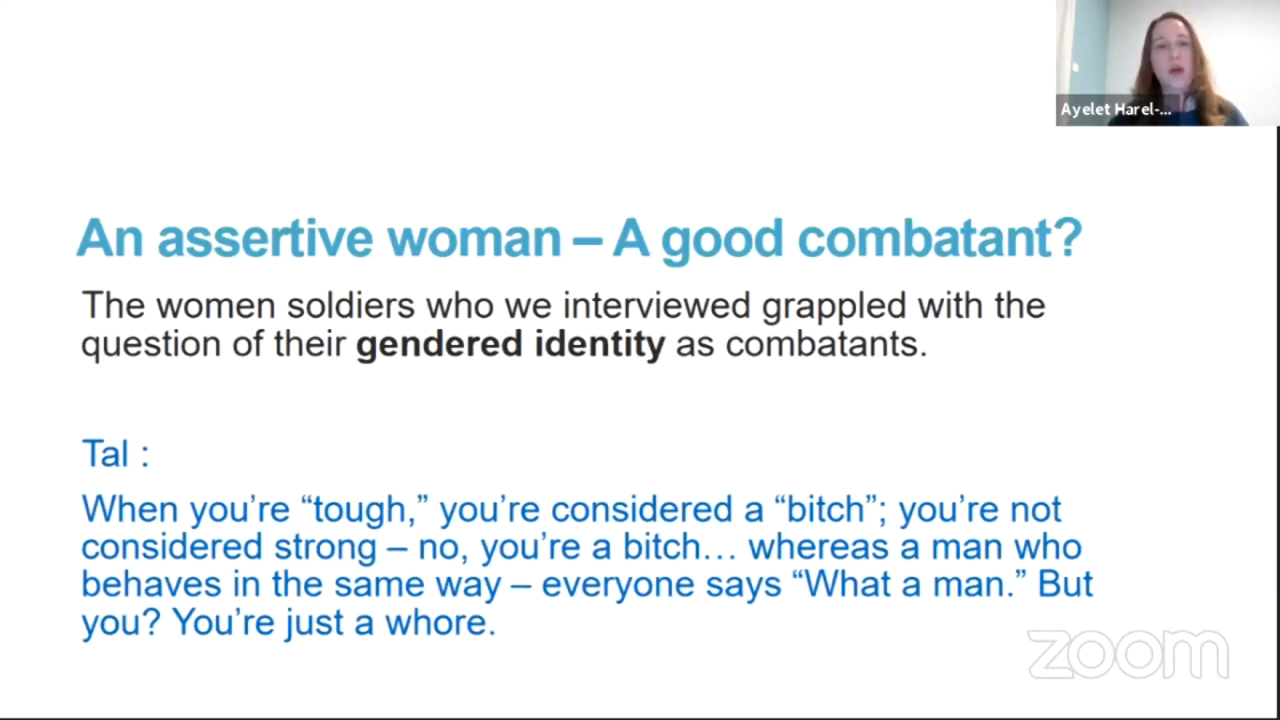 Ayelet Harel-...
An assertive woman – A good combatant?
The women soldiers who we interviewed grappled with the
question of their gendered identity as combatants.
Tal :
When you’re “tough,” you’re considered a “bitch”; you’re not
considered strong – no, you’re a bitch… whereas a man who
behaves in the same way – everyone says “What a man.” But
you? You’re just a whore.
zoom